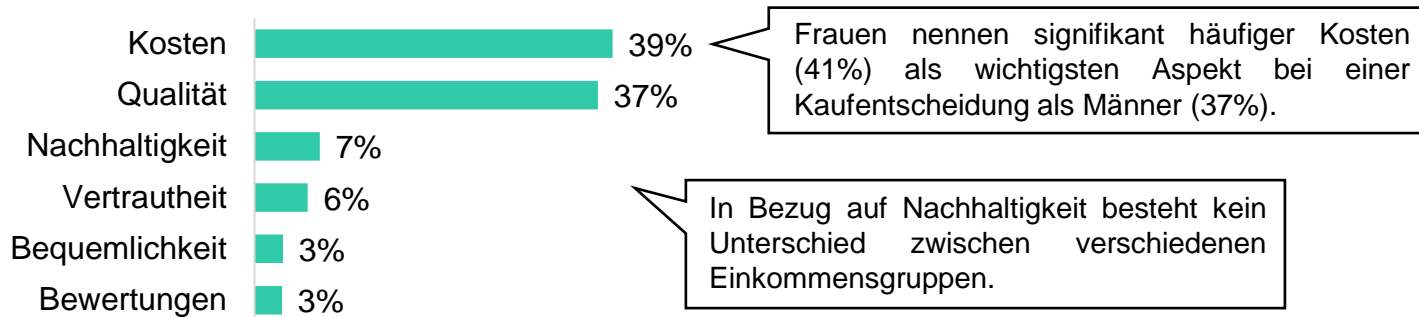 Kosten 39%
Qualität 37%
Nachhaltigkeit 7%
Vertrautheit 6%
Bequemlichkeit 3%
Bewertungen 3%
Frauen nennen signifikant häufiger Kosten
(41%) als wichtigsten Aspekt bei einer
Kaufentscheidung als Männer (37%).
In Bezug auf Nachhaltigkeit besteht kein
Unterschied zwischen verschiedenen
Einkommensgruppen.